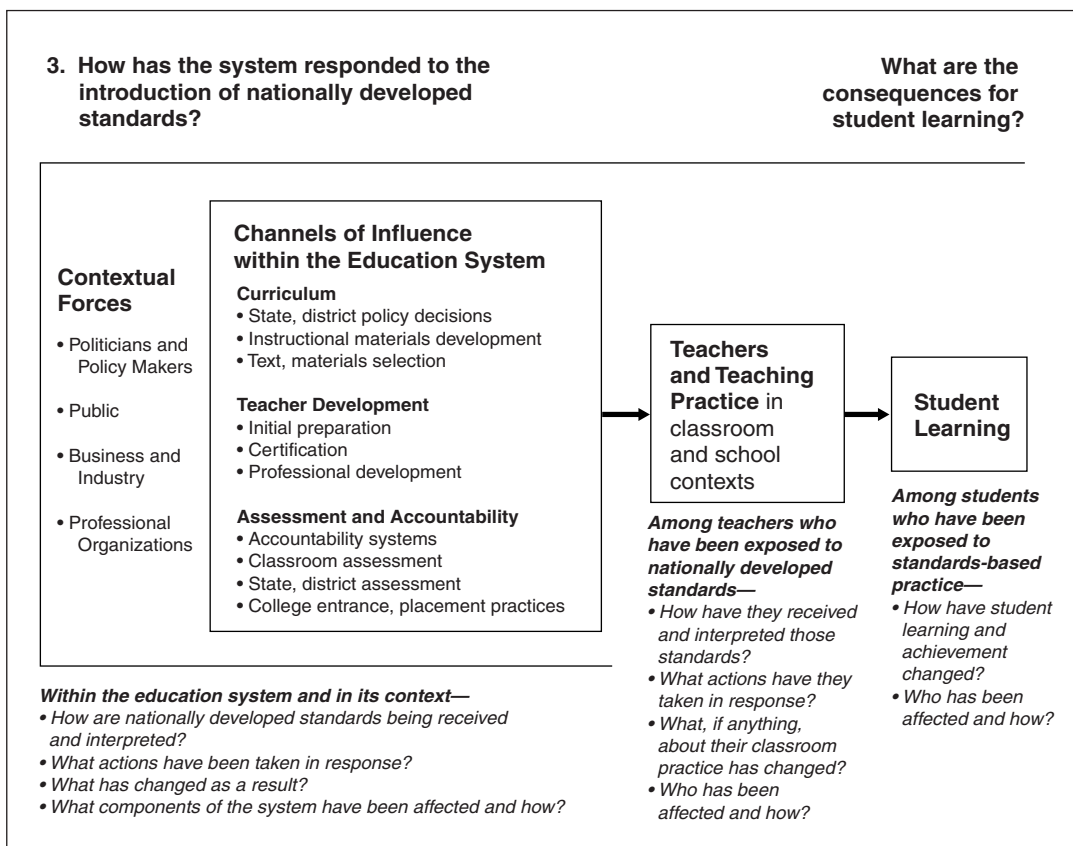 3. How has the system responded to the
introduction of nationally developed
standards?
What are the
consequences for
student learning?
Contextual
Forces
• Politicians and
Policy Makers
• Public
• Business and
Industry
• Professional
Organizations
Channels of Influence
within the Education System
Curriculum
• State, district policy decisions
• Instructional materials development
• Text, materials selection
Teacher Development
• Initial preparation
• Certification
• Professional development
Assessment and Accountability
• Accountability systems
• Classroom assessment
• State, district assessment
• College entrance, placement practices
Within the education system and in its context—
• How are nationally developed standards being received
and interpreted?
• What actions have been taken in response?
• What has changed as a result?
• What components of the system have been affected and how?
Teachers
and Teaching
Practice in
classroom
and school
contexts
Among teachers who
have been exposed to
nationally developed
standards—
• How have they received
and interpreted those
standards?
• What actions have they
taken in response?
• What, if anything,
about their classroom
practice has changed?
• Who has been
affected and how?
Student
Learning
Among students
who have been
exposed to
standards-based
practice—
• How have student
learning and
achievement
changed?
• Who has been
affected and how?